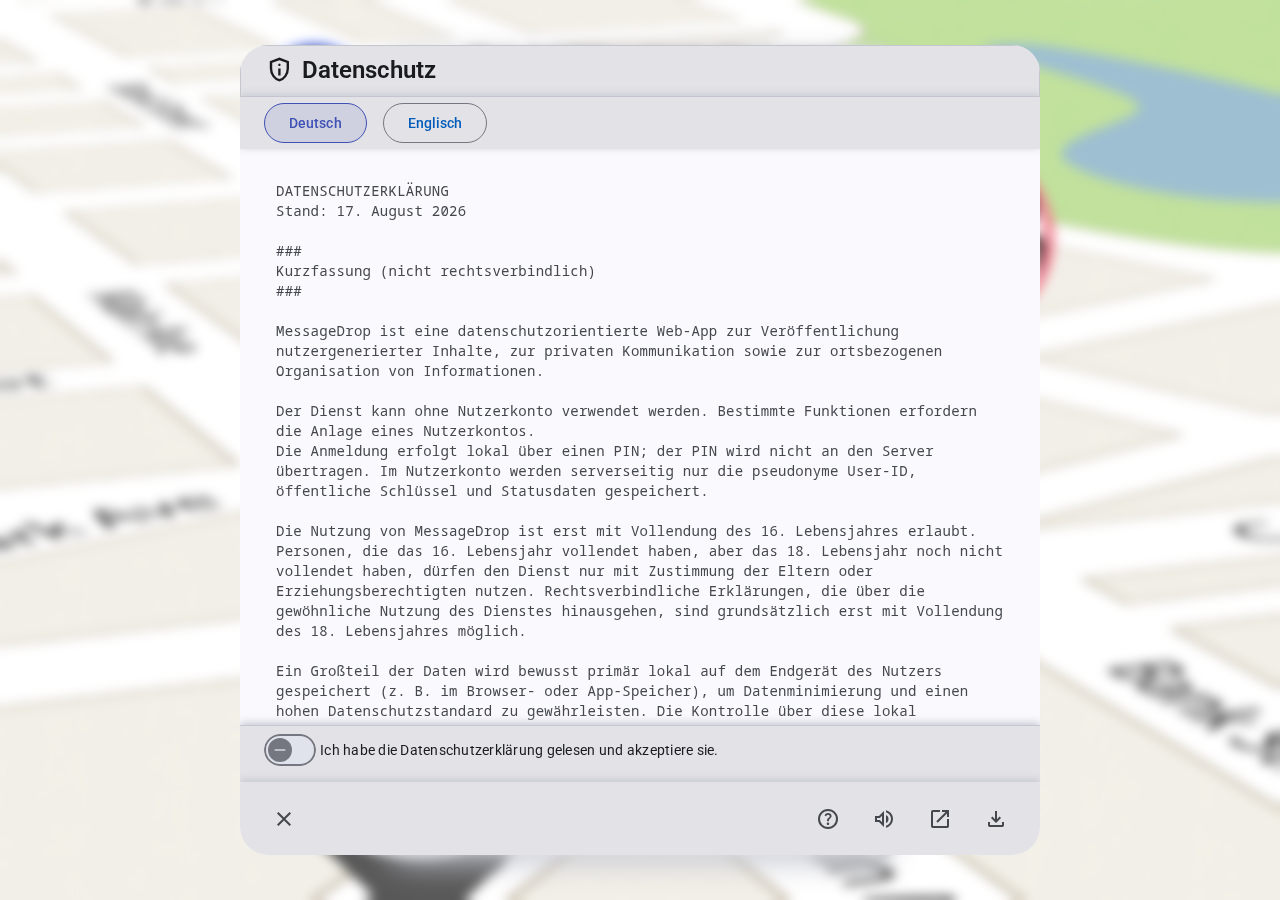 Datenschutz
Deutsch
Englisch
DATENSCHUTZERKLÄRUNG
Stand: 17. August 2026
###
Kurzfassung (nicht rechtsverbindlich)
###
MessageDrop ist eine datenschutzorientierte Web-App zur Veröffentlichung
nutzergenerierter Inhalte, zur privaten Kommunikation sowie zur ortsbezogenen
Organisation von Informationen.
Der Dienst kann ohne Nutzerkonto verwendet werden. Bestimmte Funktionen erfordern
die Anlage eines Nutzerkontos.
Die Anmeldung erfolgt lokal über einen PIN; der PIN wird nicht an den Server
übertragen. Im Nutzerkonto werden serverseitig nur die pseudonyme User-ID,
öffentliche Schlüssel und Statusdaten gespeichert.
Die Nutzung von MessageDrop ist erst mit Vollendung des 16. Lebensjahres erlaubt.
Personen, die das 16. Lebensjahr vollendet haben, aber das 18. Lebensjahr noch nicht
vollendet haben, dürfen den Dienst nur mit Zustimmung der Eltern oder
Erziehungsberechtigten nutzen. Rechtsverbindliche Erklärungen, die über die
gewöhnliche Nutzung des Dienstes hinausgehen, sind grundsätzlich erst mit Vollendung
des 18. Lebensjahres möglich.
Ein Großteil der Daten wird bewusst primär lokal auf dem Endgerät des Nutzers
gespeichert (z. B. im Browser- oder App-Speicher), um Datenminimierung und einen
hohen Datenschutzstandard zu gewährleisten. Die Kontrolle über diese lokal
Ich habe die Datenschutzerklärung gelesen und akzeptiere sie.